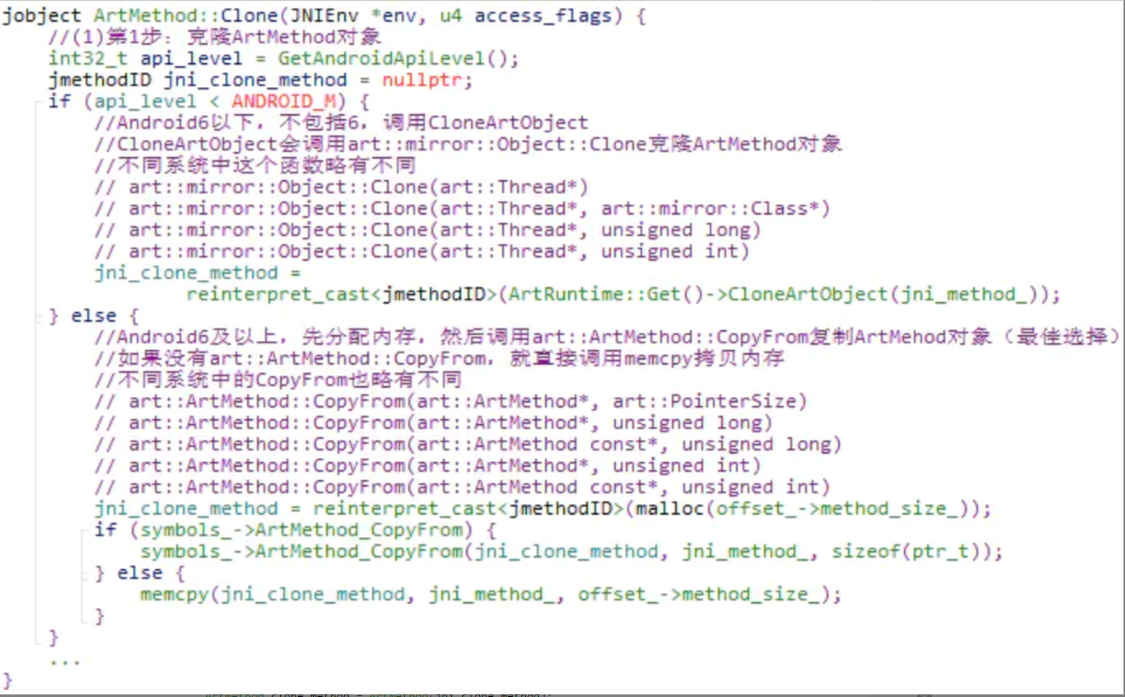 jobject ArtMethod::Clone(JNIEnv *env, u4 access_flags) {
//(1)第1步：克隆ArtMethod对象
int32_t api_level = GetAndroidApiLevel();
jmethodID jni_clone_method = nullptr;
if (api_level < ANDROID_M) {
//Android6以下，不包括6，调用CloneArtObject
//CloneArtObject会调用art::mirror::Object::Clone克隆ArtMethod对象
//不同系统中这个函数略有不同
// art::mirror::Object::Clone(art::Thread*)
// art::mirror::Object::Clone(art::Thread*, art::mirror::Class*)
// art::mirror::Object::Clone(art::Thread*, unsigned long)
// art::mirror::Object::Clone(art::Thread*, unsigned int)
jni_clone_method =
reinterpret_cast<jmethodID>(ArtRuntime::Get()->CloneArtObject(jni_method_));
} else {
//Android6及以上，先分配内存，然后调用art::ArtMethod::CopyFrom复制ArtMehod对象（最佳选择）
//如果没有art::ArtMethod::CopyFrom，就直接调用memcpy拷贝内存
//不同系统中的CopyFrom也略有不同
// art::ArtMethod::CopyFrom(art::ArtMethod*, art::PointerSize)
// art::ArtMethod::CopyFrom(art::ArtMethod*, unsigned long)
// art::ArtMethod::CopyFrom(art::ArtMethod const*, unsigned long)
// art::ArtMethod::CopyFrom(art::ArtMethod*, unsigned int)
// art::ArtMethod::CopyFrom(art::ArtMethod const*, unsigned int)
jni_clone_method = reinterpret_cast<jmethodID>(malloc(offset_->method_size_));
if (symbols_->ArtMethod_CopyFrom) {
symbols_->ArtMethod_CopyFrom(jni_clone_method, jni_method_, sizeof(ptr_t));
} else {
memcpy(jni_clone_method, jni_method_, offset_->method_size_);
}
}
...
}